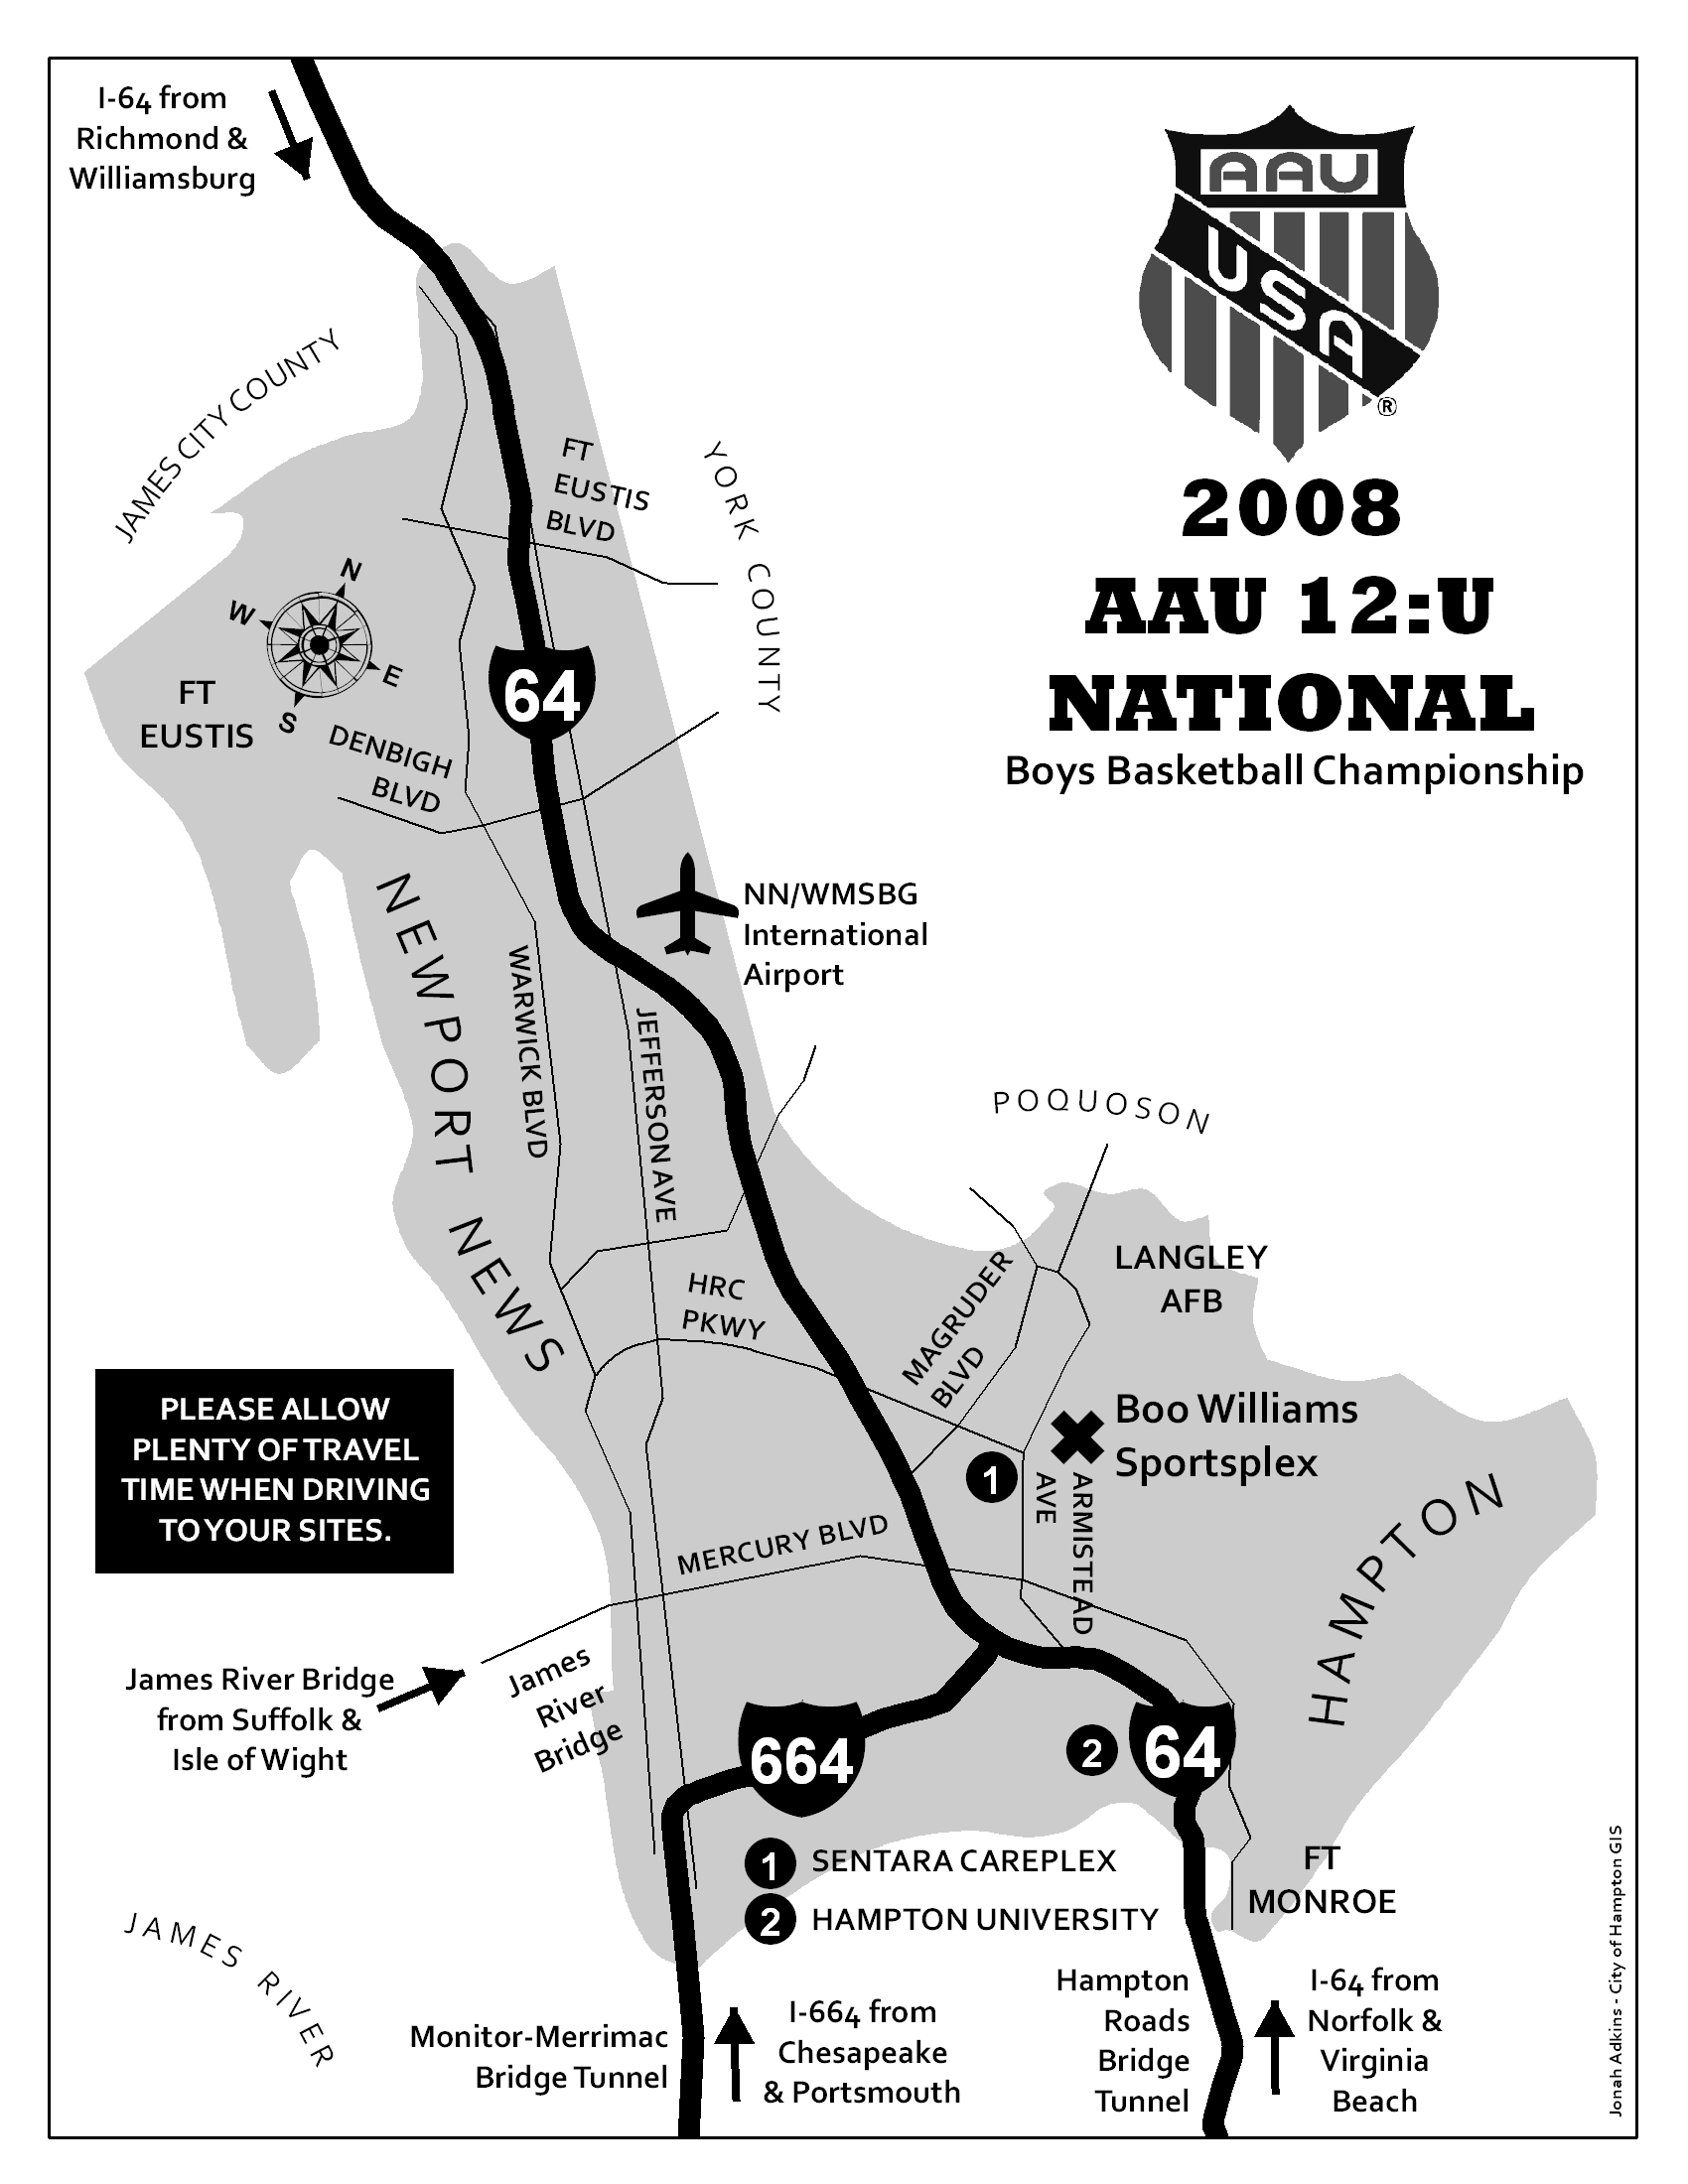 I-64 from
Richmond &
Williamsburg
AAU
USA
®
2008
AAU 12:U
NATIONAL
Boys Basketball Championship
JAMES CITY COUNTY
YORK COUNTY
FT
EUSTIS
BLVD
N
W
E
S
64
FT
EUSTIS
DENBIGH
BLVD
NN/WMSBG
International
Airport
NEWPORT NEWS
WARWICK BLVD
JEFFERSON AVE
POQUOSON
LANGLEY
AFB
HRC
PKWY
MAGRUDER
BLVD
Boo Williams
Sportsplex
1
ARMISTEAD
AVE
PLEASE ALLOW
PLENTY OF TRAVEL
TIME WHEN DRIVING
TO YOUR SITES.
MERCURY BLVD
HAMPTON
James River Bridge
from Suffolk &
Isle of Wight
James
River
Bridge
664
2
64
1 SENTARA CAREPLEX
2 HAMPTON UNIVERSITY
FT
MONROE
JAMES RIVER
Monitor-Merrimac
Bridge Tunnel
I-664 from
Chesapeake
& Portsmouth
Hampton
Roads
Bridge
Tunnel
I-64 from
Norfolk &
Virginia
Beach
Jonah Adkins - City of Hampton GIS